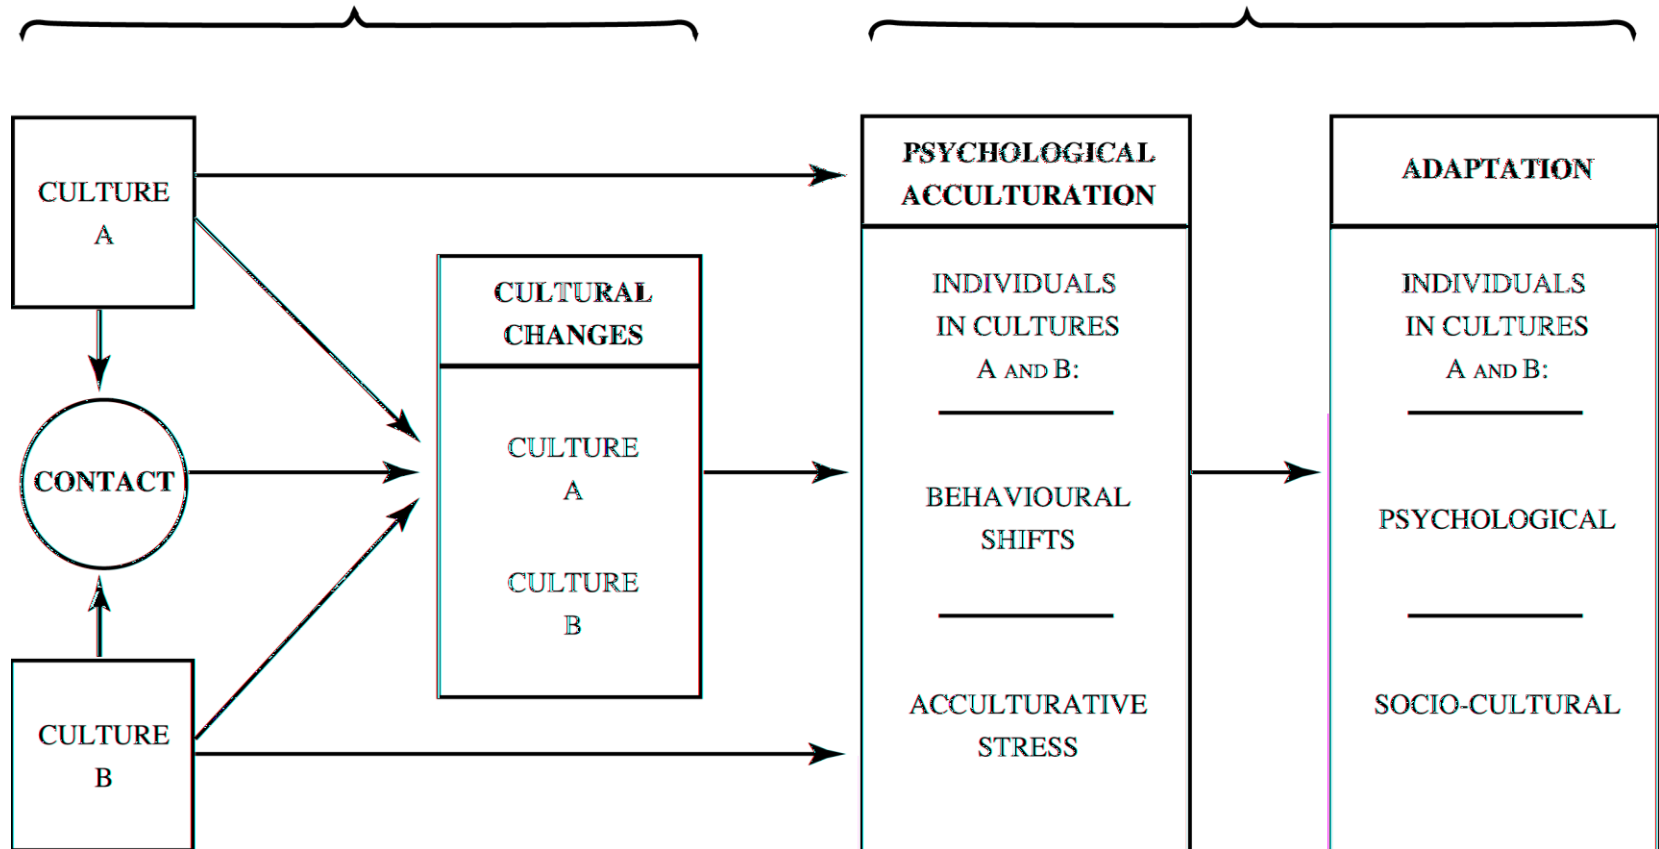 CULTURE
A
CONTACT
CULTURE
B
CULTURAL
CHANGES
CULTURE
A
CULTURE
B
PSYCHOLOGICAL
ACCULTURATION
INDIVIDUALS
IN CULTURES
A AND B:
BEHAVIOURAL
SHIFTS
ACCULTURATIVE
STRESS
ADAPTATION
INDIVIDUALS
IN CULTURES
A AND B:
PSYCHOLOGICAL
SOCIO-CULTURAL